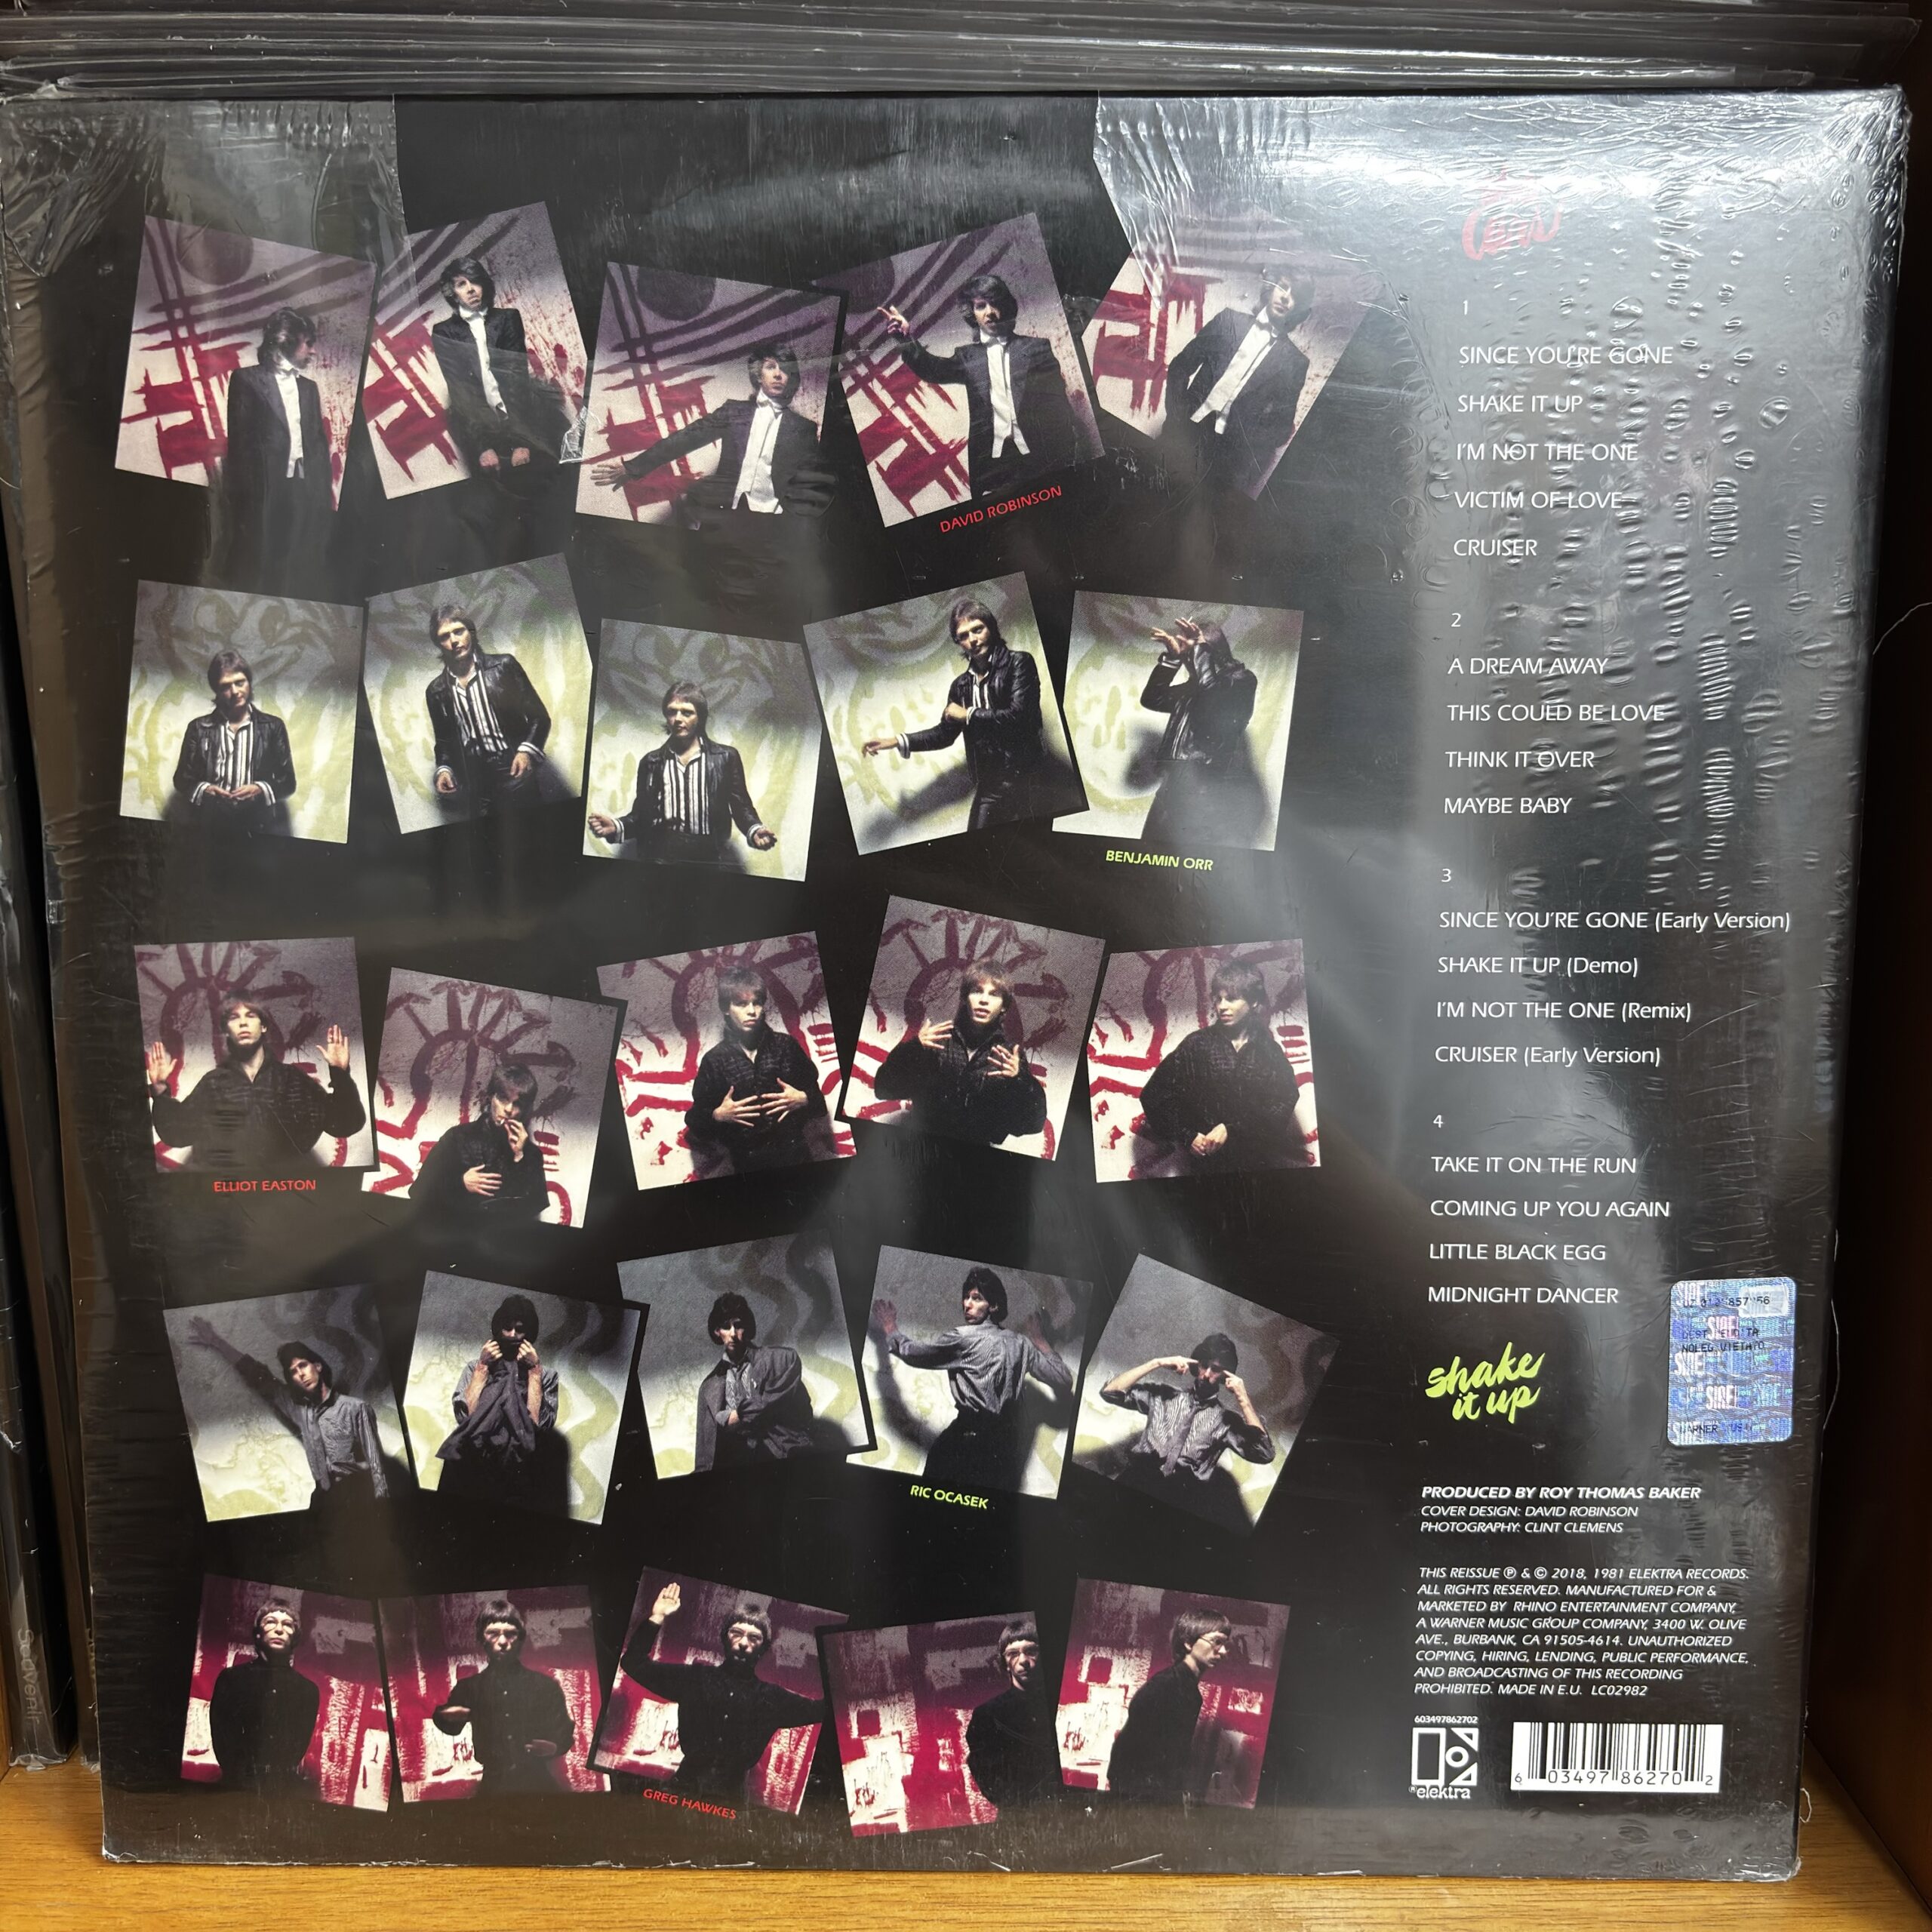 DAVID ROBINSON
BENJAMIN ORR
ELLIOT EASTON
RIC OCASEK
GREG HAWKES
1
SINCE YOU'RE GONE
SHAKE IT UP
I'M NOT THE ONE
VICTIM OF LOVE
CRUISER
2
A DREAM AWAY
THIS COULD BE LOVE
THINK IT OVER
MAYBE BABY
3
SINCE YOU'RE GONE (Early Version)
SHAKE IT UP (Demo)
I'M NOT THE ONE (Remix)
CRUISER (Early Version)
4
TAKE IT ON THE RUN
COMING UP YOU AGAIN
LITTLE BLACK EGG
MIDNIGHT DANCER
shake
it up
PRODUCED BY ROY THOMAS BAKER
COVER DESIGN: DAVID ROBINSON
PHOTOGRAPHY: CLINT CLEMENS
THIS REISSUE ℗ & © 2018, 1981 ELEKTRA RECORDS.
ALL RIGHTS RESERVED. MANUFACTURED FOR &
MARKETED BY RHINO ENTERTAINMENT COMPANY,
A WARNER MUSIC GROUP COMPANY, 3400 W. OLIVE
AVE., BURBANK, CA 91505-4614. UNAUTHORIZED
COPYING, HIRING, LENDING, PUBLIC PERFORMANCE,
AND BROADCASTING OF THIS RECORDING
PROHIBITED. MADE IN E.U. LC02982
603497862702
®elektra
6 03497 86270 2